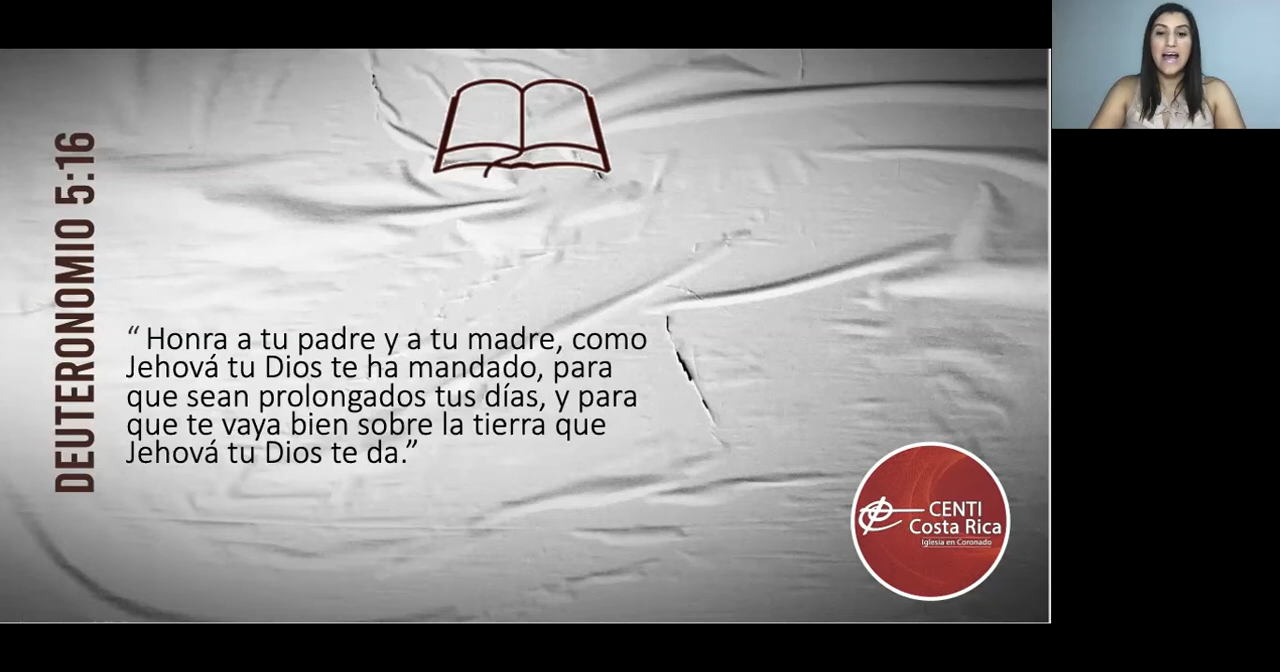 DEUTERONOMIO 5:16
“ Honra a tu padre y a tu madre, como
Jehová tu Dios te ha mandado, para
que sean prolongados tus días, y para
que te vaya bien sobre la tierra que
Jehová tu Dios te da.”
CENTI
Costa Rica
Iglesia en Coronado